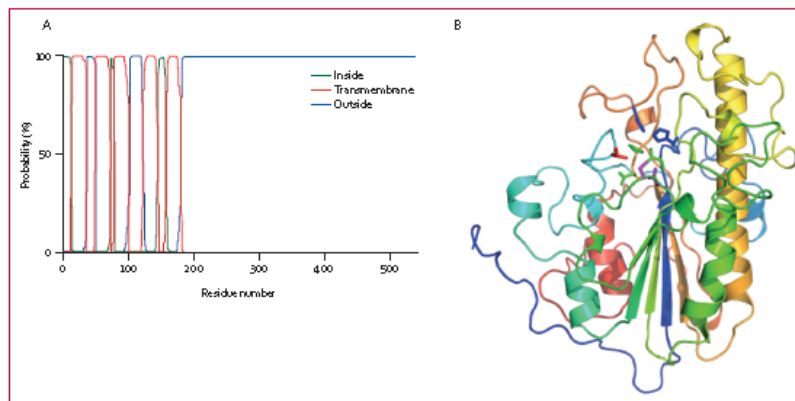 A
B
100
50
0
Probability (%)
Inside
Transmembrane
Outside
0 100 200 300 400 500
Residue number